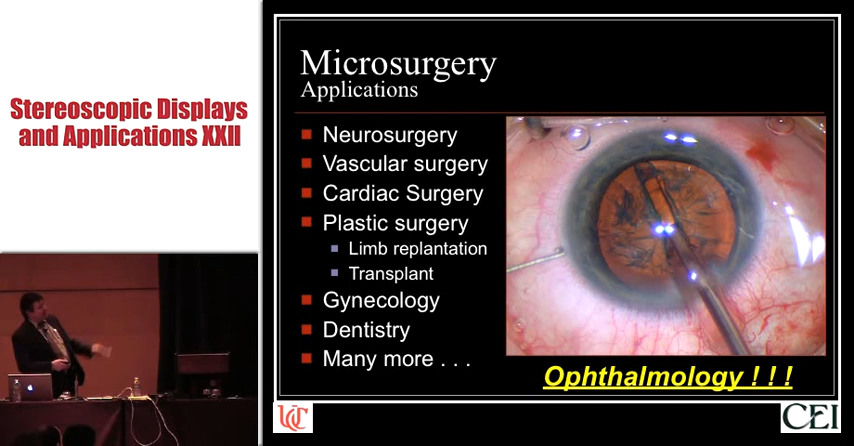 Stereoscopic Displays
and Applications XXII
Microsurgery
Applications
Neurosurgery
Vascular surgery
Cardiac Surgery
Plastic surgery
Limb replantation
Transplant
Gynecology
Dentistry
Many more . . .
Ophthalmology ! ! !
UC
CEI